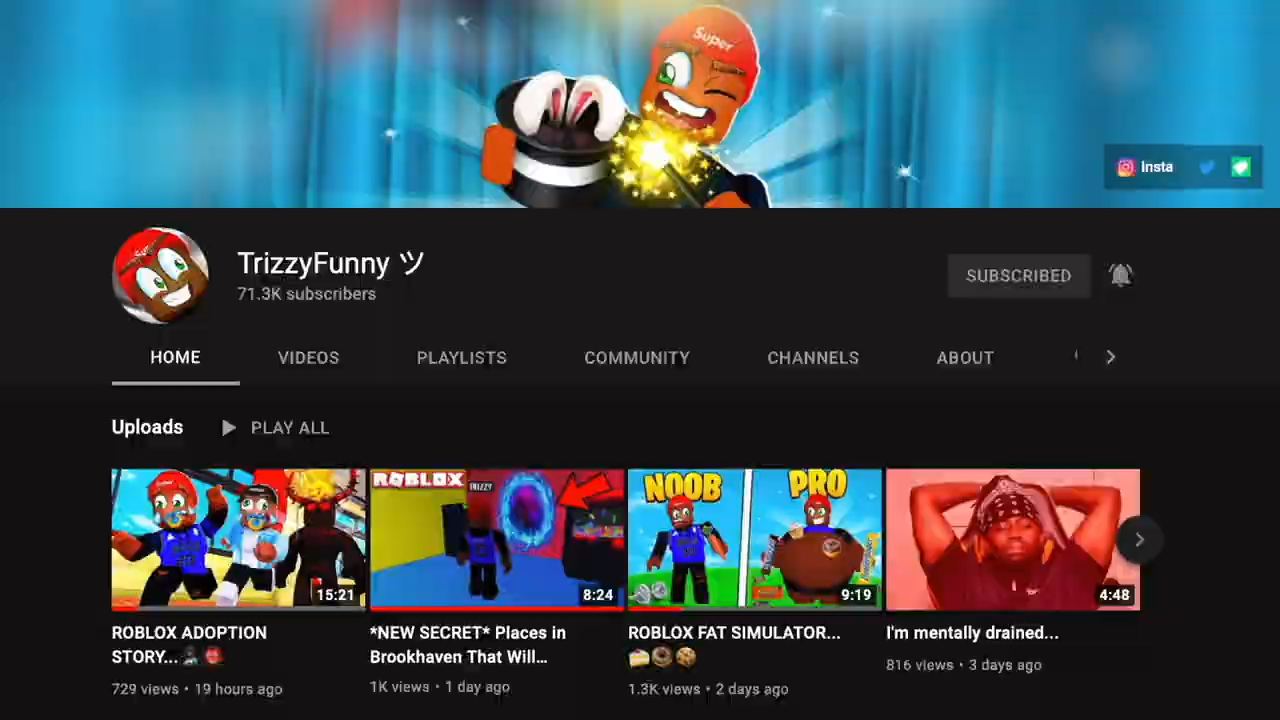 Super
Insta
TrizzyFunny ツ
71.3K subscribers
SUBSCRIBED
HOME
VIDEOS
PLAYLISTS
COMMUNITY
CHANNELS
ABOUT
Uploads
PLAY ALL
15:21
ROBLOX
8:24
NOOB
PRO
9:19
4:48
ROBLOX ADOPTION
STORY...
729 views • 19 hours ago
*NEW SECRET* Places in
Brookhaven That Will...
1K views • 1 day ago
ROBLOX FAT SIMULATOR...
1.3K views • 2 days ago
I'm mentally drained...
816 views • 3 days ago